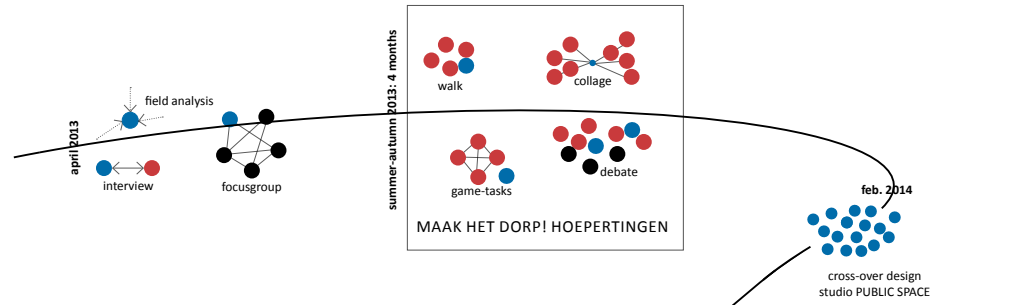 april 2013
field analysis
interview
focusgroup
summer-autumn 2013: 4 months
walk
collage
game-tasks
debate
MAAK HET DORP! HOEPERTINGEN
feb. 2014
cross-over design
studio PUBLIC SPACE